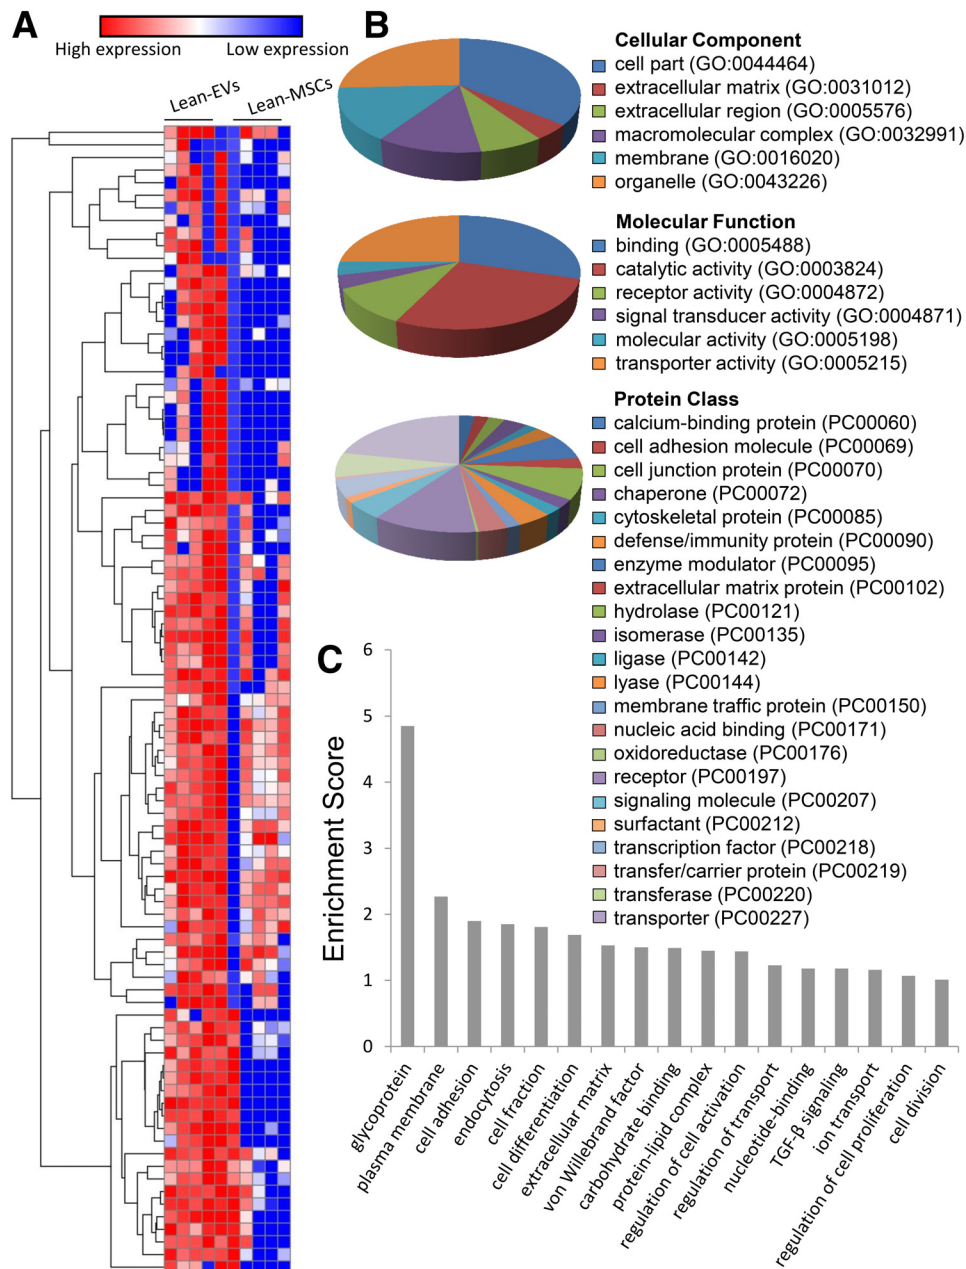 A
High expression
Low expression
Lean-EVs
Lean-MSCs
B
Cellular Component
cell part (GO:0044464)
extracellular matrix (GO:0031012)
extracellular region (GO:0005576)
macromolecular complex (GO:0032991)
membrane (GO:0016020)
organelle (GO:0043226)
Molecular Function
binding (GO:0005488)
catalytic activity (GO:0003824)
receptor activity (GO:0004872)
signal transducer activity (GO:0004871)
molecular activity (GO:0005198)
transporter activity (GO:0005215)
Protein Class
calcium-binding protein (PC00060)
cell adhesion molecule (PC00069)
cell junction protein (PC00070)
chaperone (PC00072)
cytoskeletal protein (PC00085)
defense/immunity protein (PC00090)
enzyme modulator (PC00095)
extracellular matrix protein (PC00102)
hydrolase (PC00121)
isomerase (PC00135)
ligase (PC00142)
lyase (PC00144)
membrane traffic protein (PC00150)
nucleic acid binding (PC00171)
oxidoreductase (PC00176)
receptor (PC00197)
signaling molecule (PC00207)
surfactant (PC00212)
transcription factor (PC00218)
transfer/carrier protein (PC00219)
transferase (PC00220)
transporter (PC00227)
C
Enrichment Score
6
5
4
3
2
1
0
glycoprotein
plasma membrane
cell adhesion
endocytosis
cell fraction
cell differentiation
extracellular matrix
von Willebrand factor
carbohydrate binding
protein-lipid complex
regulation of cell activation
regulation of transport
nucleotide-binding
TGF-β signaling
ion transport
regulation of cell proliferation
cell division